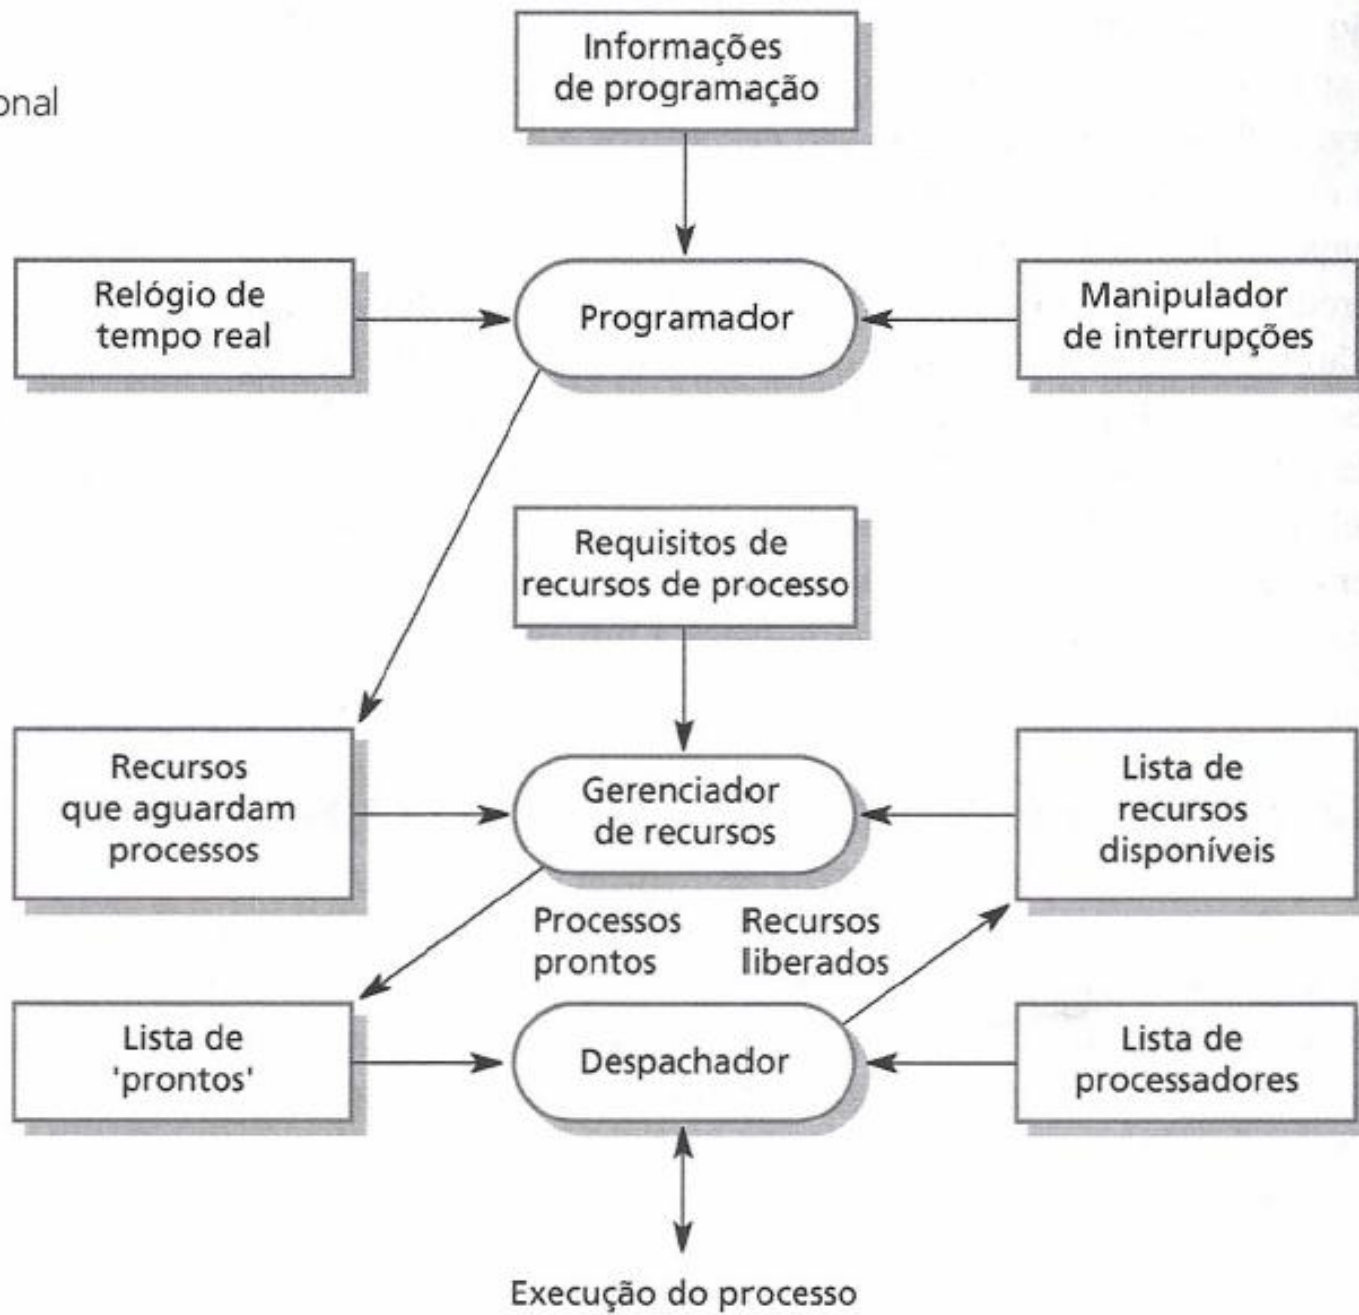 Informações
de programação
onal
Relógio de
tempo real
Programador
Manipulador
de interrupções
Requisitos de
recursos de processo
Recursos
que aguardam
processos
Gerenciador
de recursos
Lista de
recursos
disponíveis
Processos
prontos
Recursos
liberados
Lista de
'prontos'
Despachador
Lista de
processadores
Execução do processo